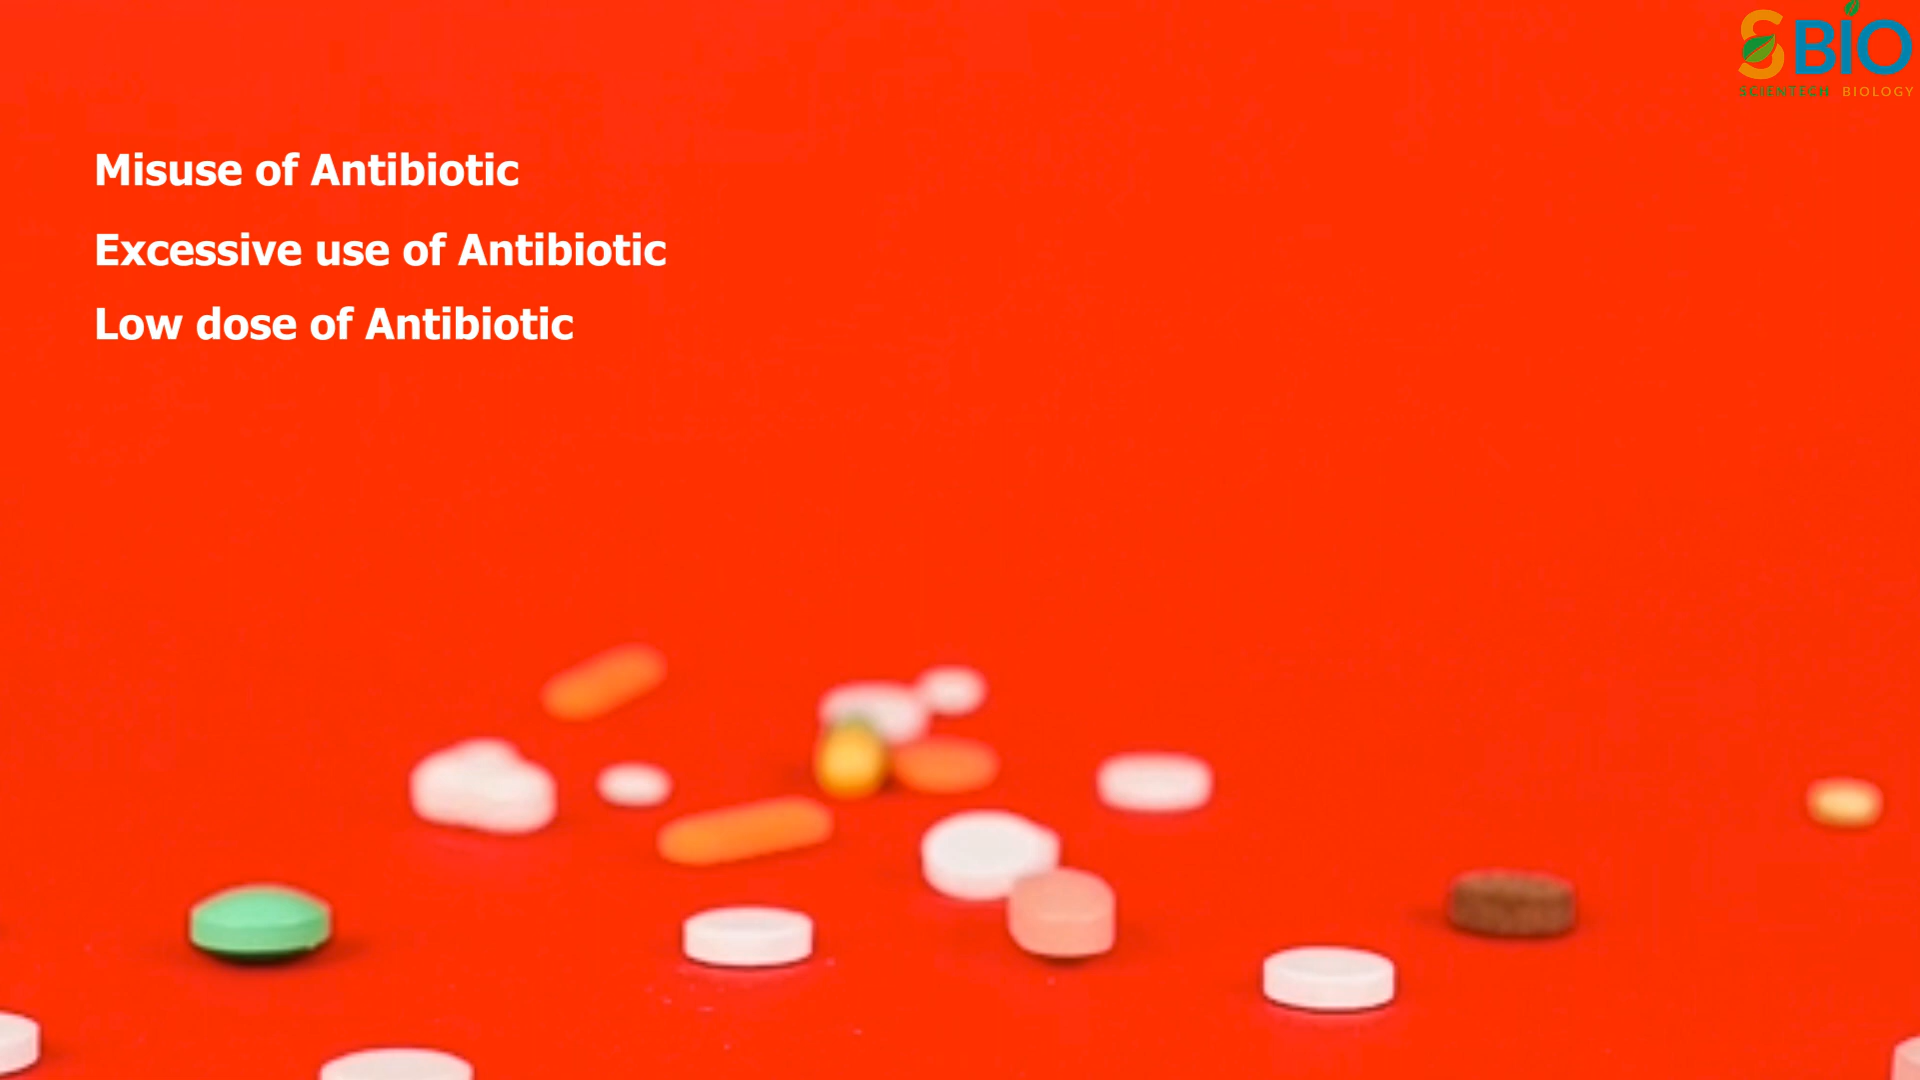 SBIO
SCIENTECH BIOLOGY
Misuse of Antibiotic
Excessive use of Antibiotic
Low dose of Antibiotic